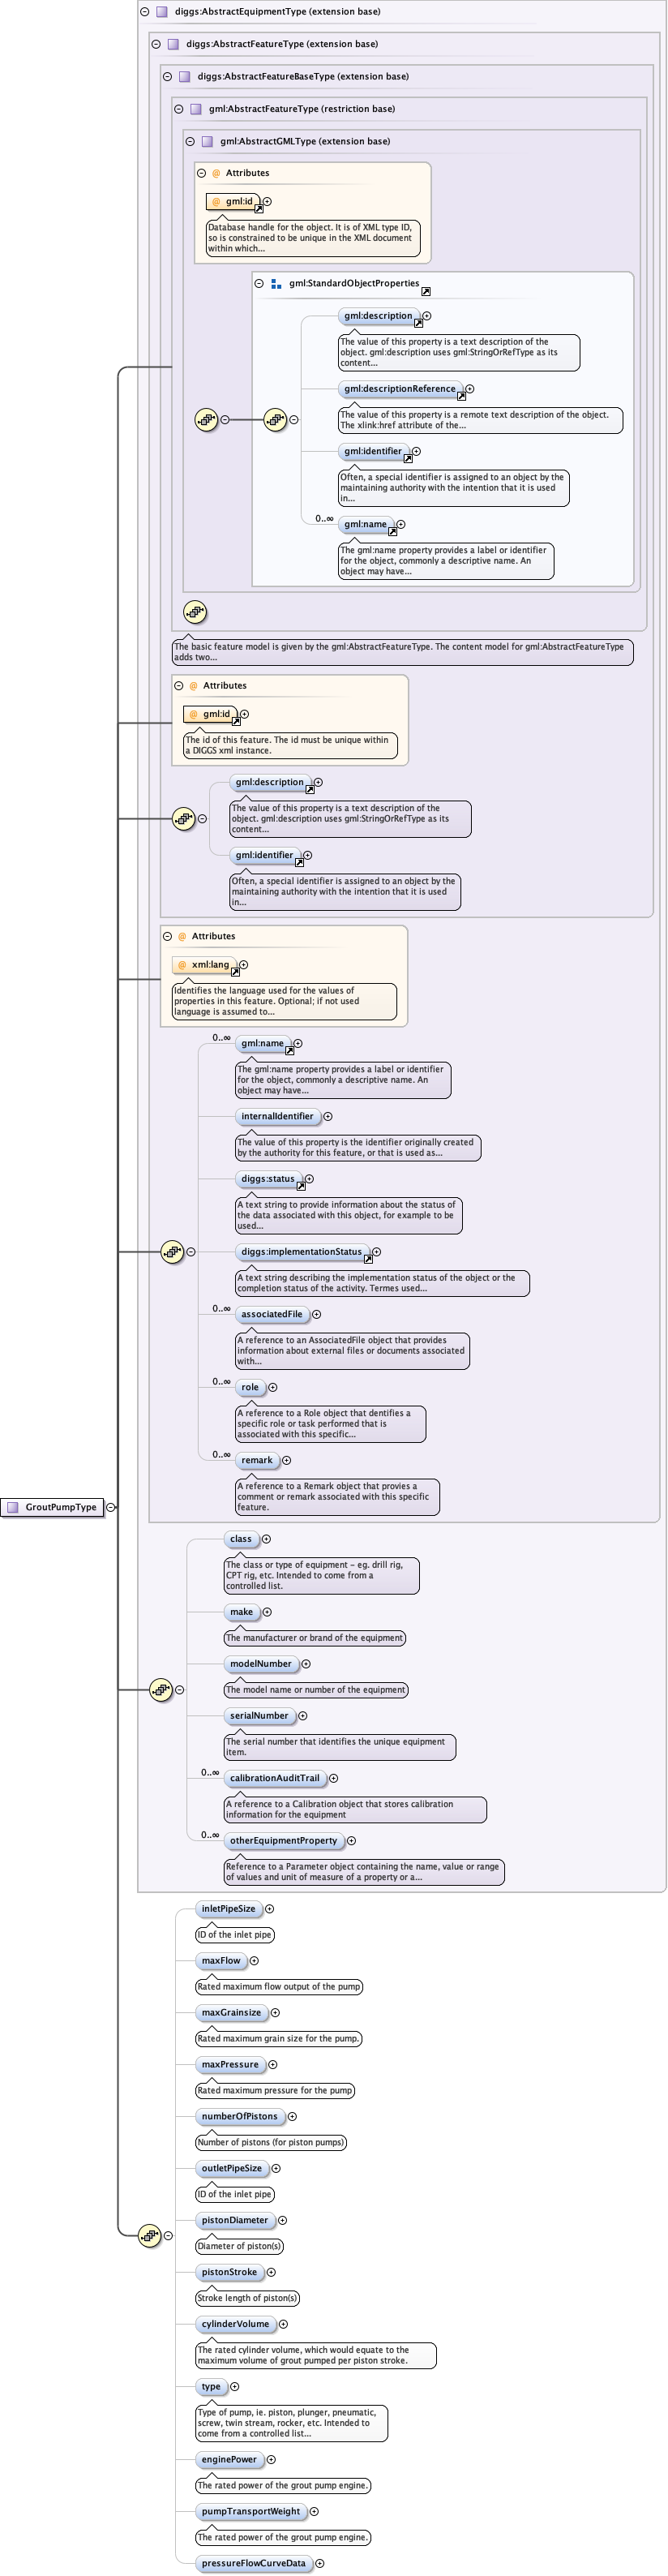 diggs:AbstractEquipmentType (extension base)
diggs:AbstractFeatureType (extension base)
diggs:AbstractFeatureBaseType (extension base)
gml:AbstractFeatureType (restriction base)
gml:AbstractGMLType (extension base)
@ Attributes
@ gml:id
Database handle for the object. It is of XML type ID,
so is constrained to be unique in the XML document
within which...
gml:StandardObjectProperties
gml:description
The value of this property is a text description of the
object. gml:description uses gml:StringOrRefType as its
content...
gml:descriptionReference
The value of this property is a remote text description of the object.
The xlink:href attribute of the...
gml:identifier
Often, a special identifier is assigned to an object by the
maintaining authority with the intention that it is used
in...
0..∞
gml:name
The gml:name property provides a label or identifier
for the object, commonly a descriptive name. An
object may have...
The basic feature model is given by the gml:AbstractFeatureType. The content model for gml:AbstractFeatureType
adds two...
@ Attributes
@ gml:id
The id of this feature. The id must be unique within
a DIGGS xml instance.
gml:description
The value of this property is a text description of the
object. gml:description uses gml:StringOrRefType as its
content...
gml:identifier
Often, a special identifier is assigned to an object by the
maintaining authority with the intention that it is used
in...
@ Attributes
@ xml:lang
Identifies the language used for the values of
properties in this feature. Optional; if not used
language is assumed to...
0..∞
gml:name
The gml:name property provides a label or identifier
for the object, commonly a descriptive name. An
object may have...
internalIdentifier
The value of this property is the identifier originally created
by the authority for this feature, or that is used as...
diggs:status
A text string to provide information about the status of
the data associated with this object, for example to be
used...
diggs:implementationStatus
A text string describing the implementation status of the object or the
completion status of the activity. Termes used...
0..∞
associatedFile
A reference to an AssociatedFile object that provides
information about external files or documents associated
with...
0..∞
role
A reference to a Role object that dentifies a
specific role or task performed that is
associated with this specific...
0..∞
remark
A reference to a Remark object that provies a
comment or remark associated with this specific
feature.
GroutPumpType
class
The class or type of equipment - eg. drill rig,
CPT rig, etc. Intended to come from a
controlled list.
make
The manufacturer or brand of the equipment
modelNumber
The model name or number of the equipment
serialNumber
The serial number that identifies the unique equipment
item.
0..∞
calibrationAuditTrail
A reference to a Calibration object that stores calibration
information for the equipment
0..∞
otherEquipmentProperty
Reference to a Parameter object containing the name, value or range
of values and unit of measure of a property or a...
inletPipeSize
ID of the inlet pipe
maxFlow
Rated maximum flow output of the pump
maxGrainsize
Rated maximum grain size for the pump.
maxPressure
Rated maximum pressure for the pump
numberOfPistons
Number of pistons (for piston pumps)
outletPipeSize
ID of the inlet pipe
pistonDiameter
Diameter of piston(s)
pistonStroke
Stroke length of piston(s)
cylinderVolume
The rated cylinder volume, which would equate to the
maximum volume of grout pumped per piston stroke.
type
Type of pump, ie. piston, plunger, pneumatic,
screw, twin stream, rocker, etc. Intended to
come from a controlled list...
enginePower
The rated power of the grout pump engine.
pumpTransportWeight
The rated power of the grout pump engine.
pressureFlowCurveData